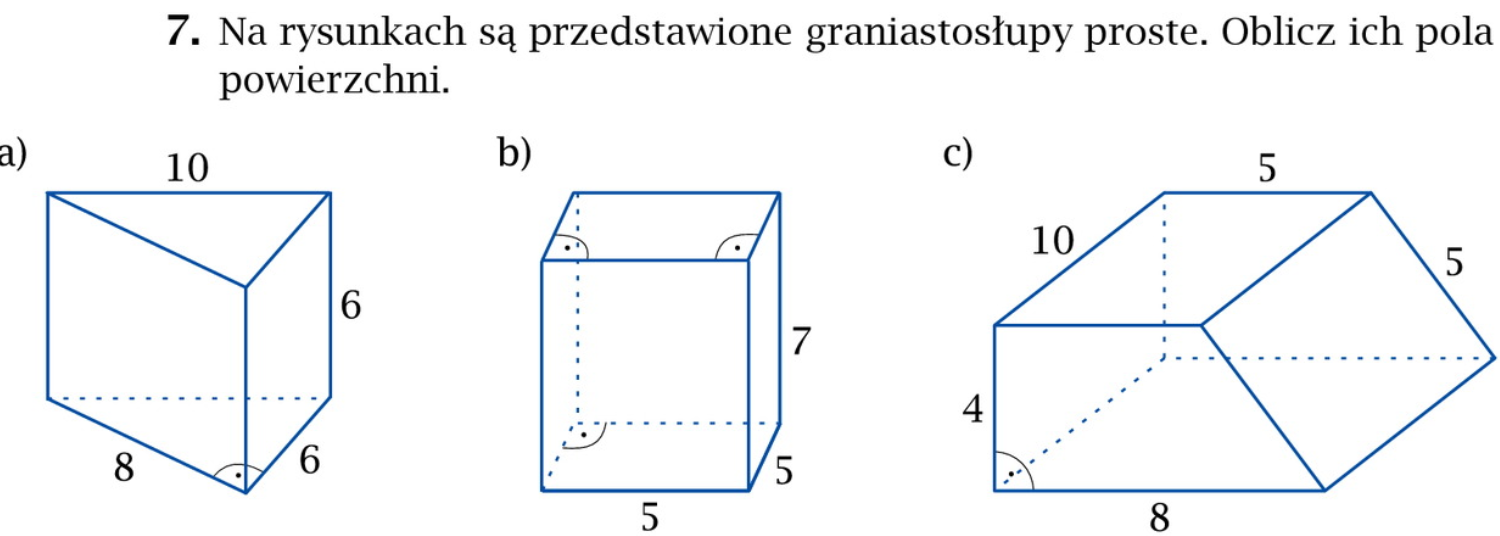 7. Na rysunkach są przedstawione graniastosłupy proste. Oblicz ich pola
powierzchni.
a)
10
6
8
6
b)
7
5
5
c)
5
10
5
4
8